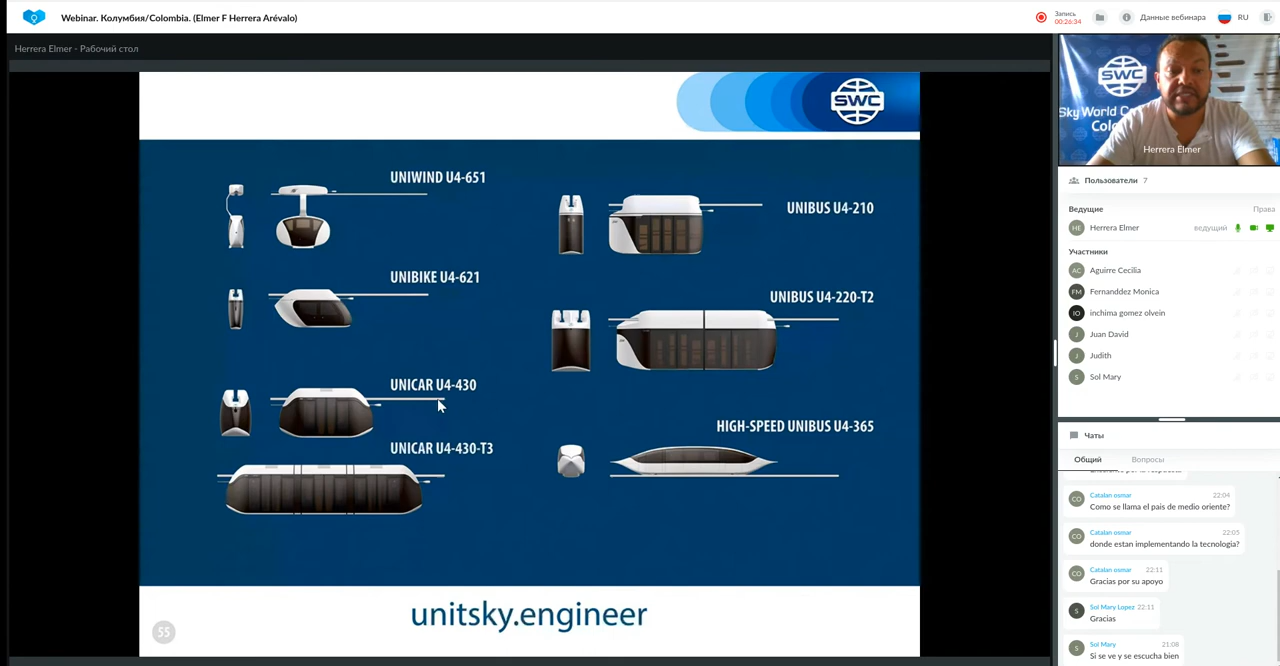 Webinar. Колумбия/Colombia. (Elmer F Herrera Arévalo)
Запись
00:26:34
Данные вебинара
RU
Herrera Elmer - Рабочий стол
SWC
UNIWIND U4-651
UNIBIKE U4-621
UNICAR U4-430
UNICAR U4-430-T3
UNIBUS U4-210
UNIBUS U4-220-T2
HIGH-SPEED UNIBUS U4-365
unitsky.engineer
55
SWC
Sky World C
Col
Herrera Elmer
Пользователи 7
Ведущие Права
HE Herrera Elmer ведущий
Участники
AC Aguirre Cecilia
FM Fernanddez Monica
IO inchima gomez olvein
J Juan David
J Judith
S Sol Mary
Чаты
Общий Вопросы
CO Catalan osmar 22:04
Como se llama el pais de medio oriente?
CO Catalan osmar 22:05
donde estan implementando la tecnologia?
CO Catalan osmar 22:11
Gracias por su apoyo
S Sol Mary Lopez 22:11
Gracias
S Sol Mary 21:08
Si se ve y se escucha bien